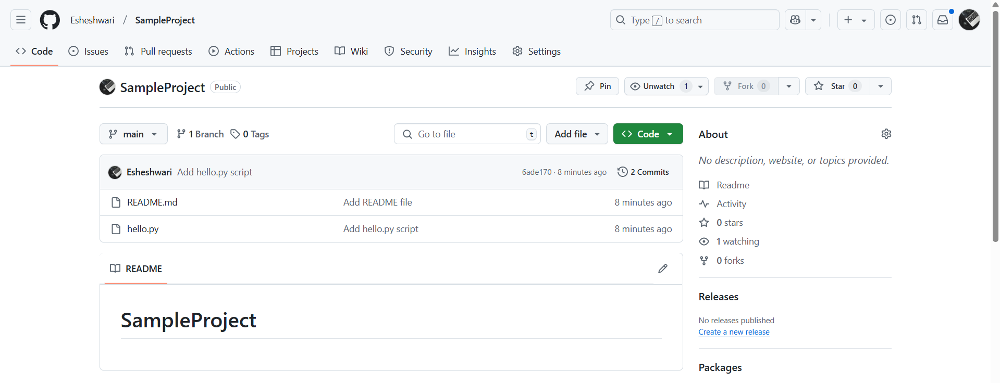 Esheshwari / SampleProject
Type / to search
Code Issues Pull requests Actions Projects Wiki Security Insights Settings
SampleProject Public
Pin Unwatch 1 Fork 0 Star 0
main 1 Branch 0 Tags
Go to file t Add file Code
About
No description, website, or topics provided.
Esheshwari Add hello.py script 6ade170 · 8 minutes ago 2 Commits
README.md Add README file 8 minutes ago
hello.py Add hello.py script 8 minutes ago
Readme
Activity
0 stars
1 watching
0 forks
README
SampleProject
Releases
No releases published
Create a new release
Packages